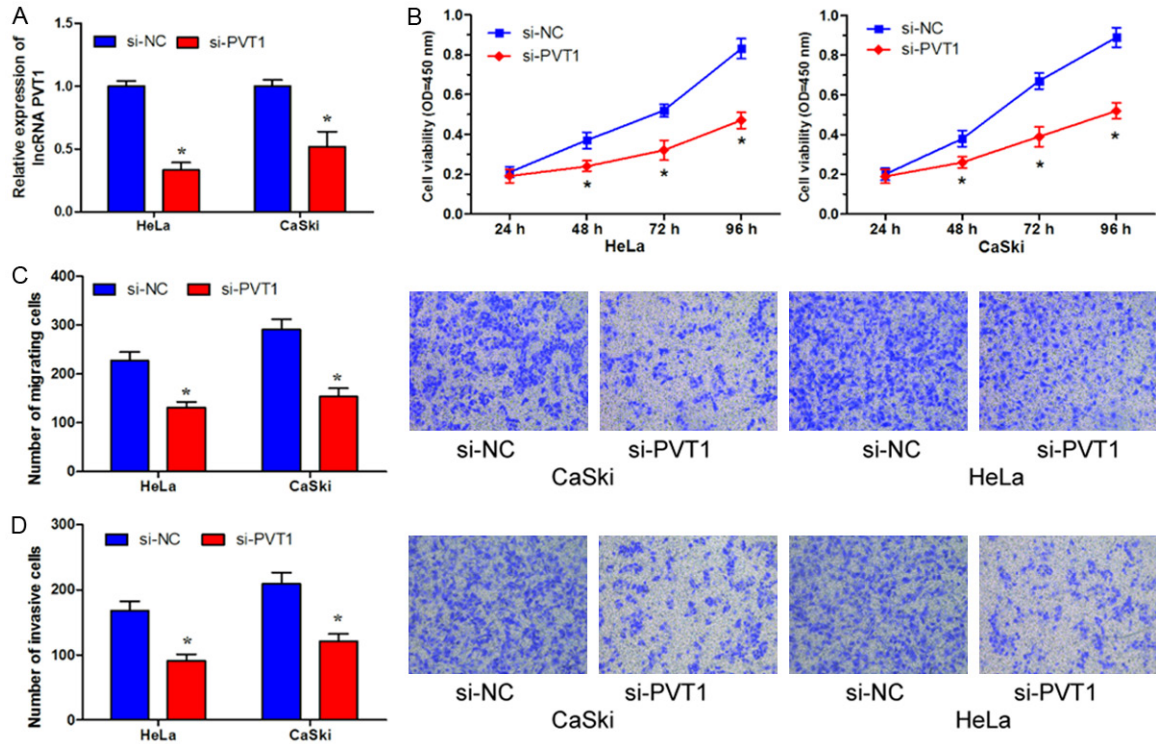 A
Relative expression of
lncRNA PVT1
si-NC
si-PVT1
1.5
1.0
0.5
0.0
*
*
HeLa
CaSki
B
Cell viability (OD=450 nm)
si-NC
si-PVT1
1.0
0.8
0.6
0.4
0.2
0.0
*
*
*
24 h
48 h
72 h
96 h
HeLa
Cell viability (OD=450 nm)
si-NC
si-PVT1
1.0
0.8
0.6
0.4
0.2
0.0
*
*
*
24 h
48 h
72 h
96 h
CaSki
C
Number of migrating cells
si-NC
si-PVT1
400
300
200
100
0
*
*
HeLa
CaSki
si-NC
si-PVT1
si-NC
si-PVT1
CaSki
HeLa
D
Number of invasive cells
si-NC
si-PVT1
300
200
100
0
*
*
HeLa
CaSki
si-NC
si-PVT1
si-NC
si-PVT1
CaSki
HeLa